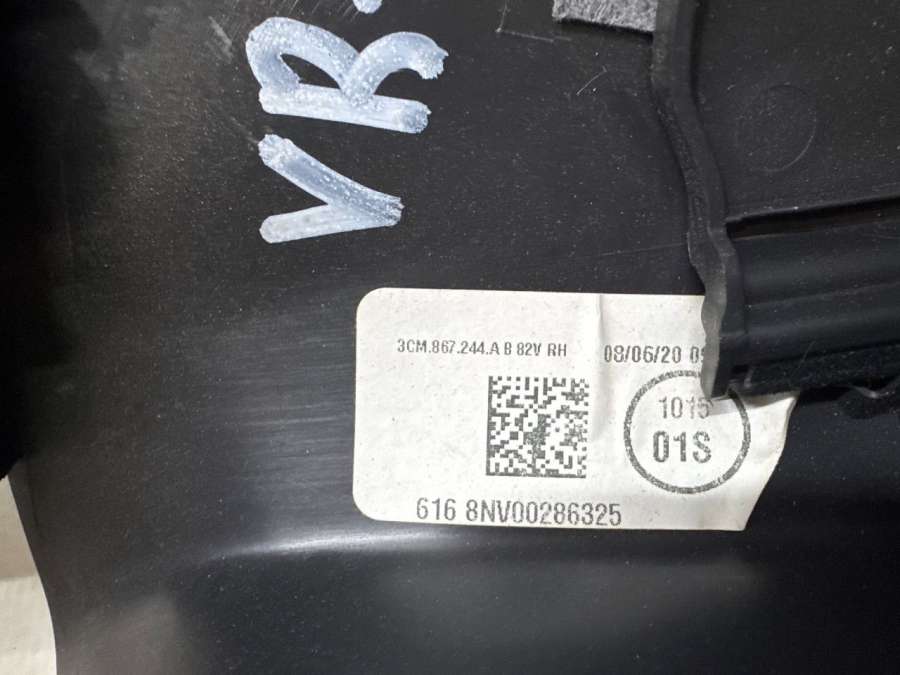 VR.
3CM.867.244.A B 82V RH
08/06/20
1015
01S
616 8NV00286325